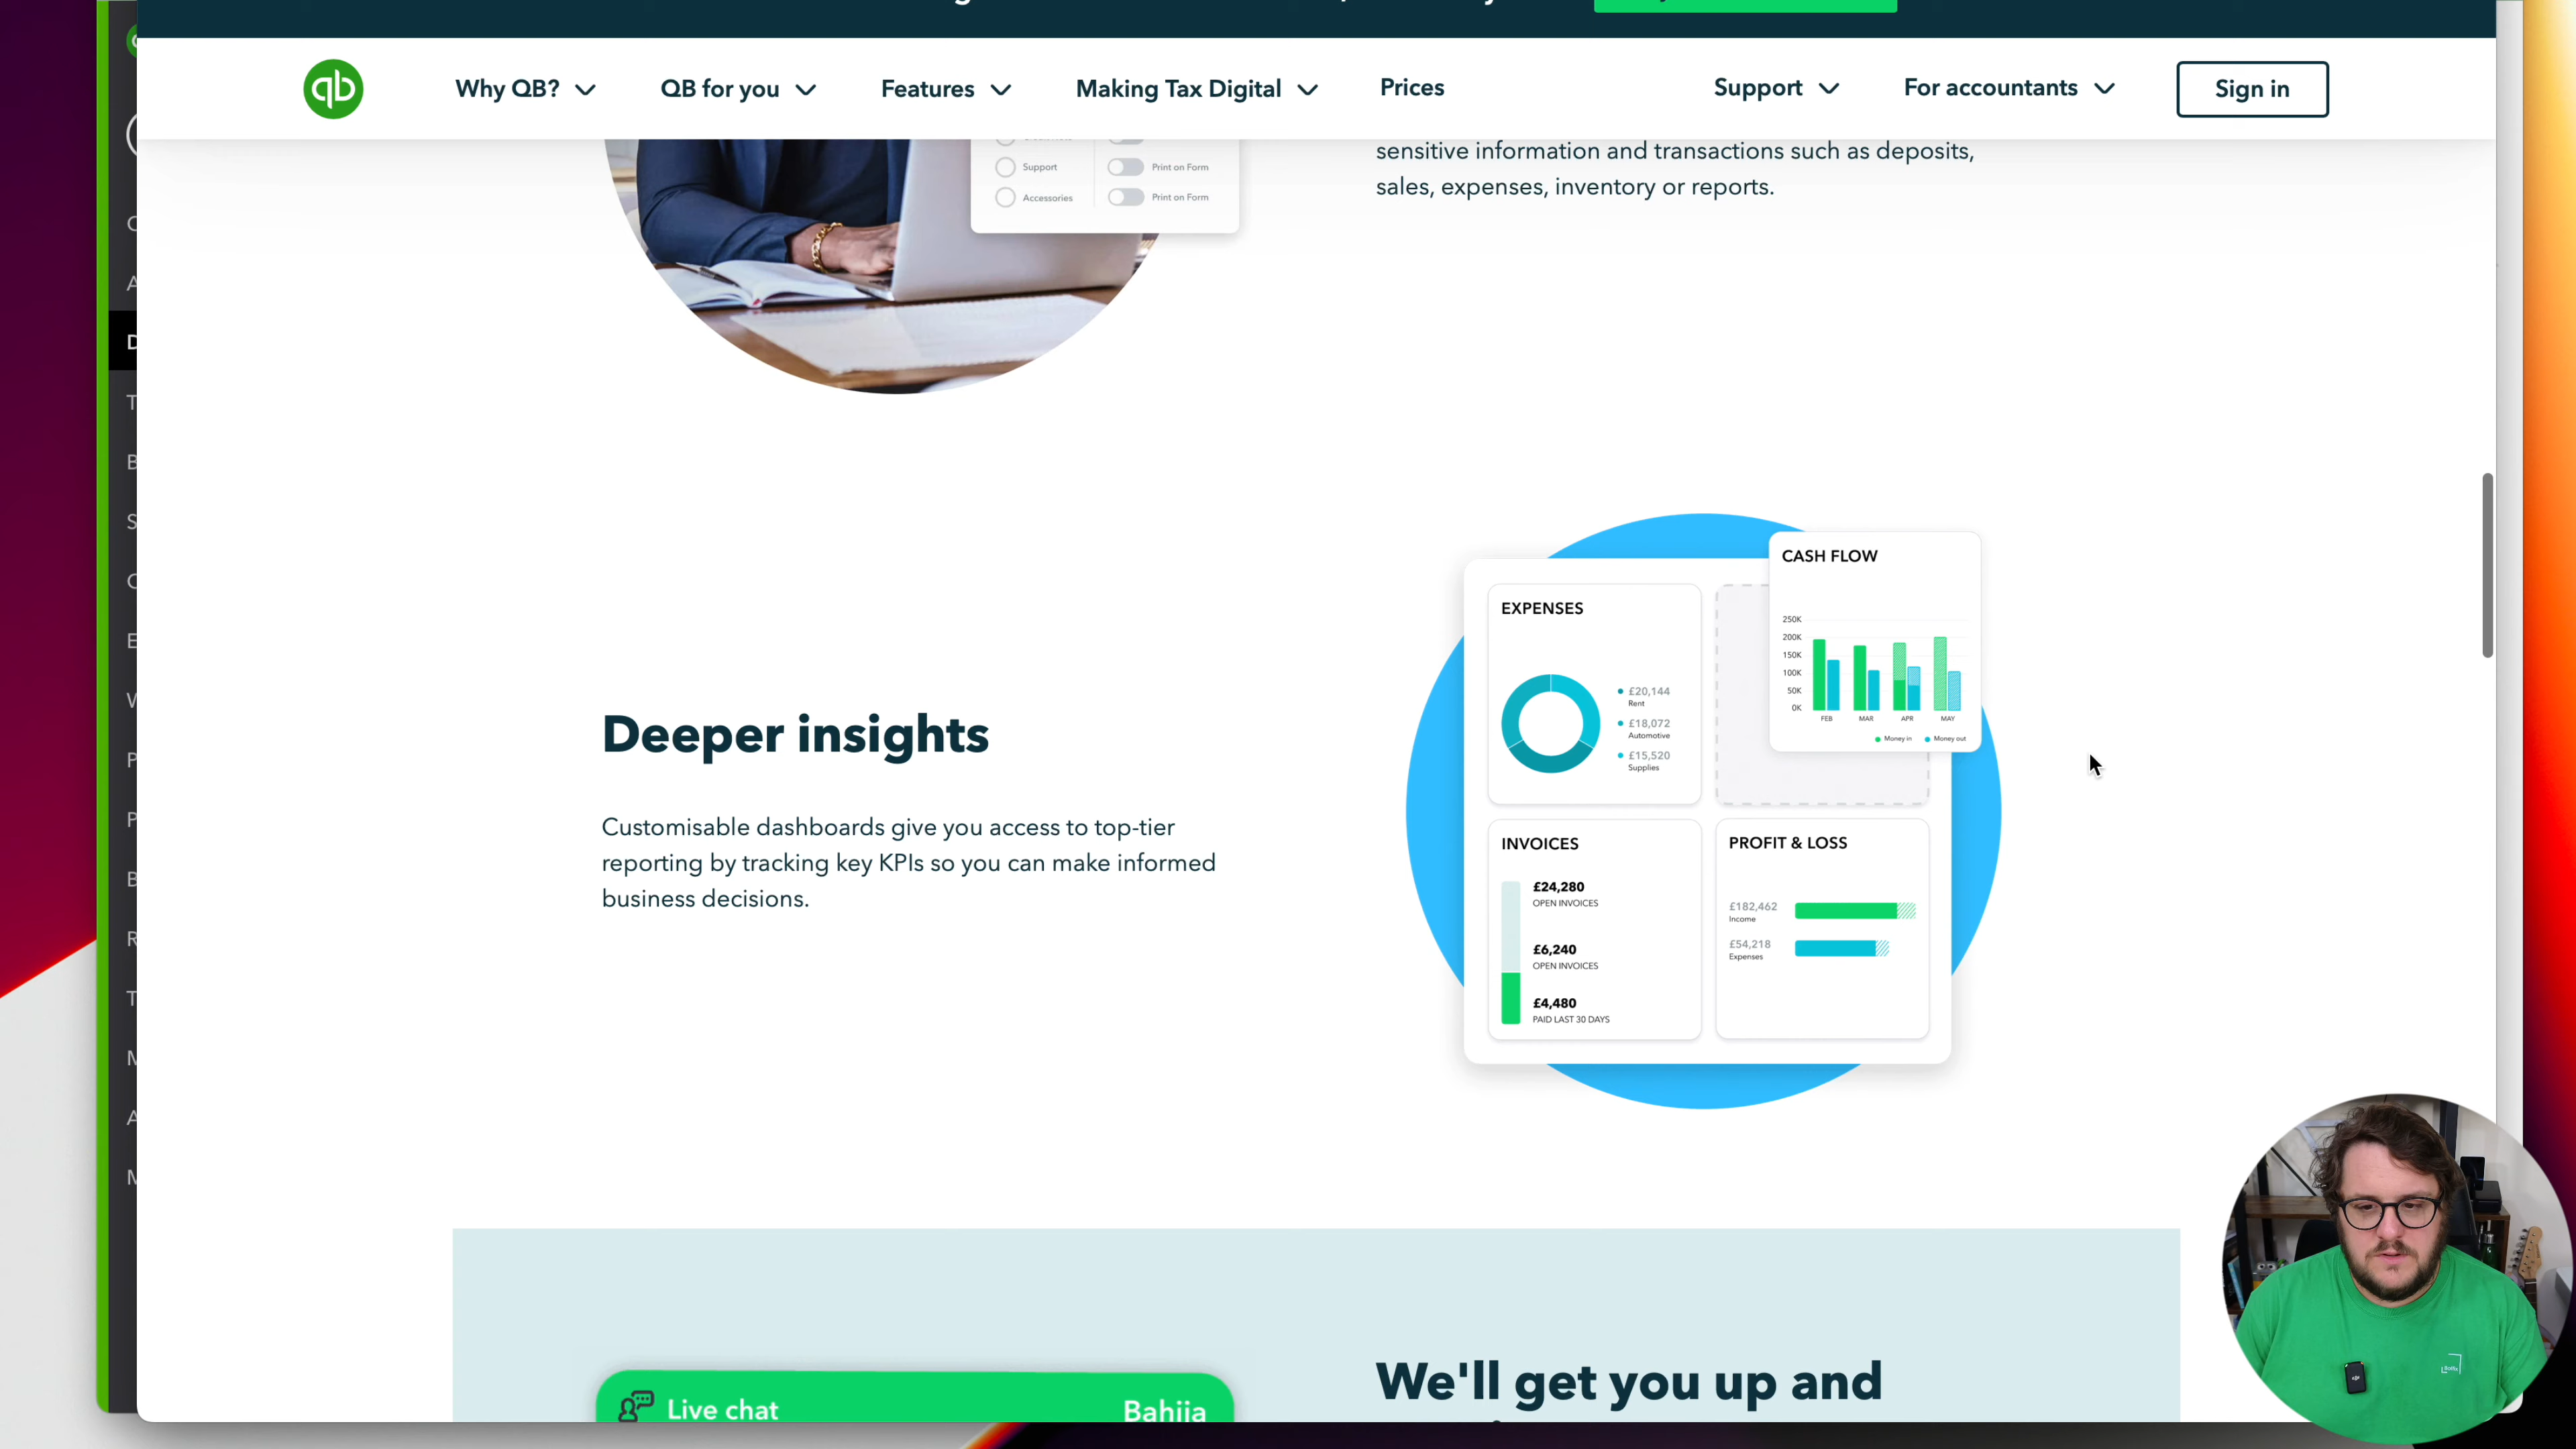 qb
Why QB?
QB for you
Features
Making Tax Digital
Prices
Support
For accountants
Sign in
sensitive information and transactions such as deposits,
sales, expenses, inventory or reports.
Support
Print on Form
Accessories
Print on Form
Deeper insights
Customisable dashboards give you access to top-tier
reporting by tracking key KPIs so you can make informed
business decisions.
EXPENSES
£20,144
Rent
£18,072
Automotive
£15,520
Supplies
CASH FLOW
250K
200K
150K
100K
50K
0K
FEB MAR APR MAY
Money in Money out
INVOICES
£24,280
OPEN INVOICES
£6,240
OPEN INVOICES
£4,480
PAID LAST 30 DAYS
PROFIT & LOSS
£182,462
Income
£54,218
Expenses
Live chat
Bahija
We'll get you up and